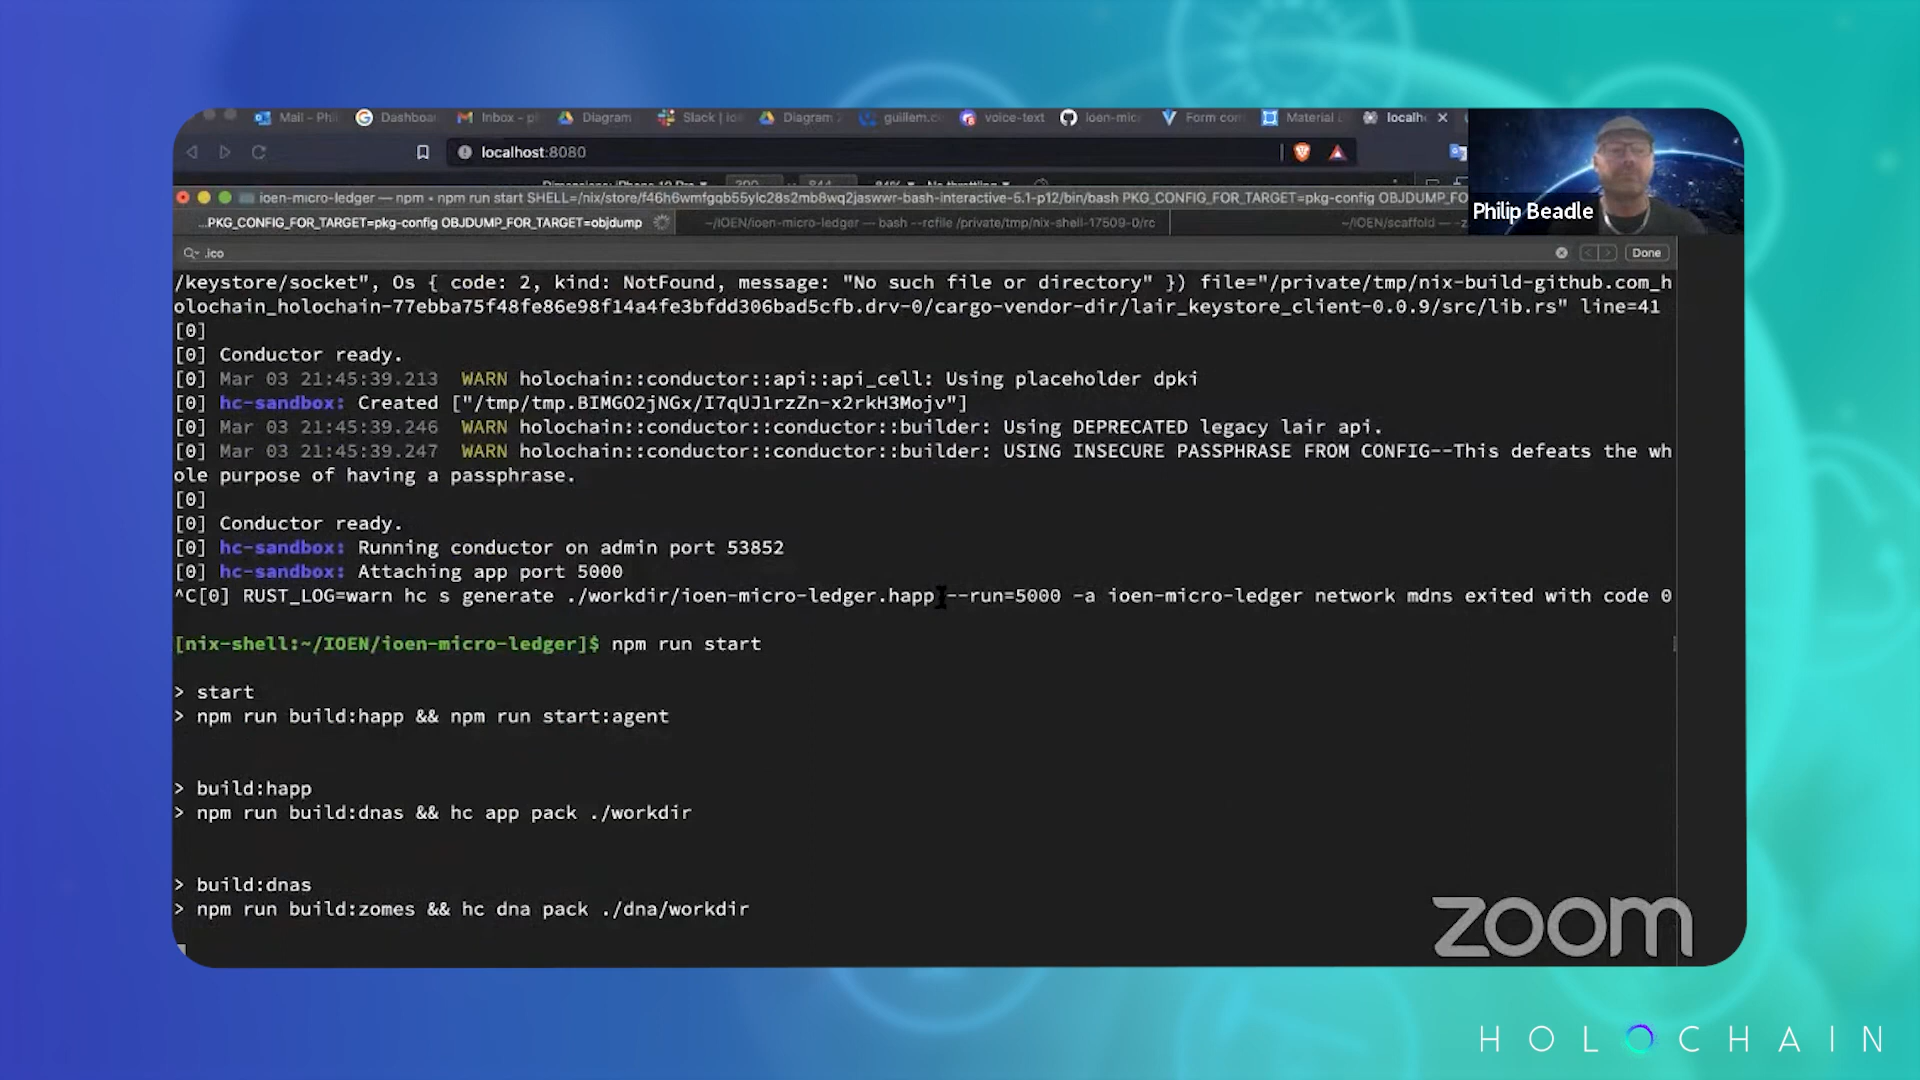 Mail - Phi
Dashboa
Inbox - p
Diagram
Slack | io
Diagram
guillem.c
voice-text
ioen-mic
Form con
Material
localh
localhost:8080
Philip Beadle
ioen-micro-ledger — npm • npm run start SHELL=/nix/store/f46h6wmfgqb55ylc28s2mb8wq2jaswwr-bash-interactive-5.1-p12/bin/bash PKG_CONFIG_FOR_TARGET=pkg-config OBJDUMP_FO
...PKG_CONFIG_FOR_TARGET=pkg-config OBJDUMP_FOR_TARGET=objdump
~/IOEN/ioen-micro-ledger — bash --rcfile /private/tmp/nix-shell-17509-0/rc
~/IOEN/scaffold — -z
.ico
Done
/keystore/socket", Os { code: 2, kind: NotFound, message: "No such file or directory" }) file="/private/tmp/nix-build-github.com_h
olochain_holochain-77ebba75f48fe86e98f14a4fe3bfdd306bad5cfb.drv-0/cargo-vendor-dir/lair_keystore_client-0.0.9/src/lib.rs" line=41
[0]
[0] Conductor ready.
[0] Mar 03 21:45:39.213 WARN holochain::conductor::api::api_cell: Using placeholder dpki
[0] hc-sandbox: Created ["/tmp/tmp.BIMGO2jNGx/I7qUJ1rzZn-x2rkH3Mojv"]
[0] Mar 03 21:45:39.246 WARN holochain::conductor::conductor::builder: Using DEPRECATED legacy lair api.
[0] Mar 03 21:45:39.247 WARN holochain::conductor::conductor::builder: USING INSECURE PASSPHRASE FROM CONFIG--This defeats the wh
ole purpose of having a passphrase.
[0]
[0] Conductor ready.
[0] hc-sandbox: Running conductor on admin port 53852
[0] hc-sandbox: Attaching app port 5000
^C[0] RUST_LOG=warn hc s generate ./workdir/ioen-micro-ledger.happ --run=5000 -a ioen-micro-ledger network mdns exited with code 0
[nix-shell:~/IOEN/ioen-micro-ledger]$ npm run start
> start
> npm run build:happ && npm run start:agent
> build:happ
> npm run build:dnas && hc app pack ./workdir
> build:dnas
> npm run build:zomes && hc dna pack ./dna/workdir
zoom
HOLOCHAIN